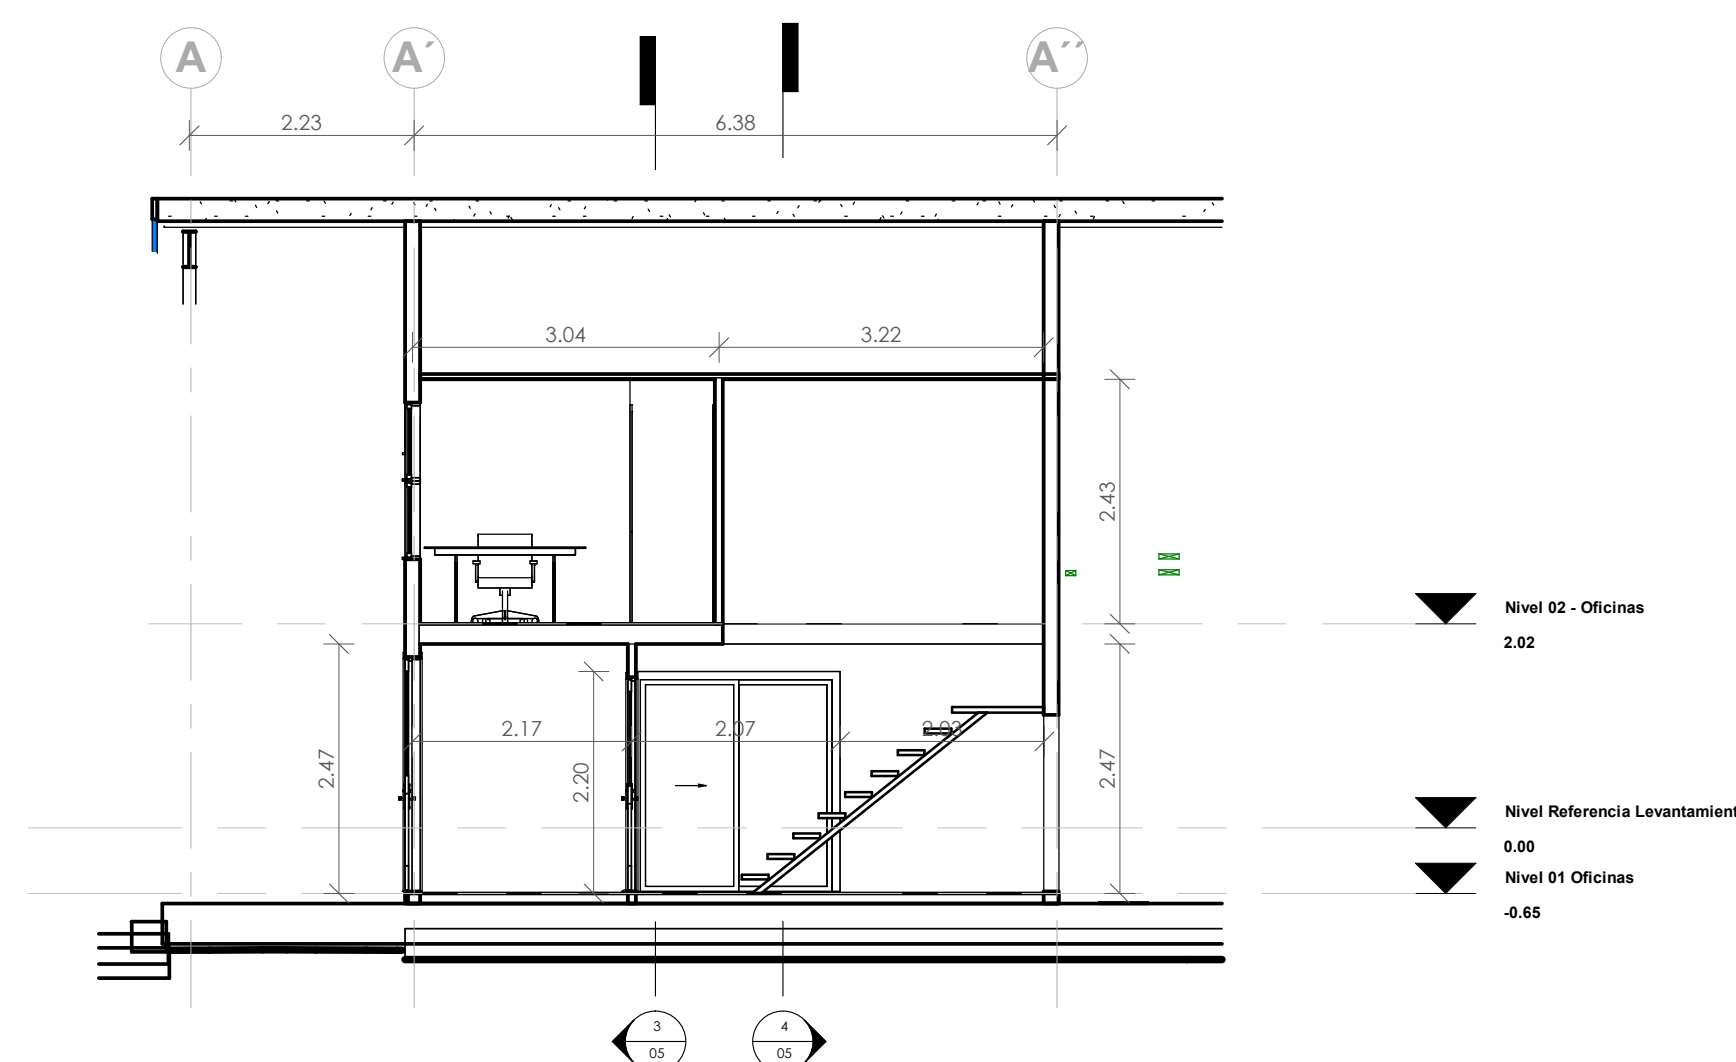 A A´ A´´
2.23 6.38
3.04 3.22
2.43
Nivel 02 - Oficinas
2.02
2.17 2.07 2.03
2.47 2.20 2.47
Nivel Referencia Levantamient
0.00
Nivel 01 Oficinas
-0.65
3 4
05 05